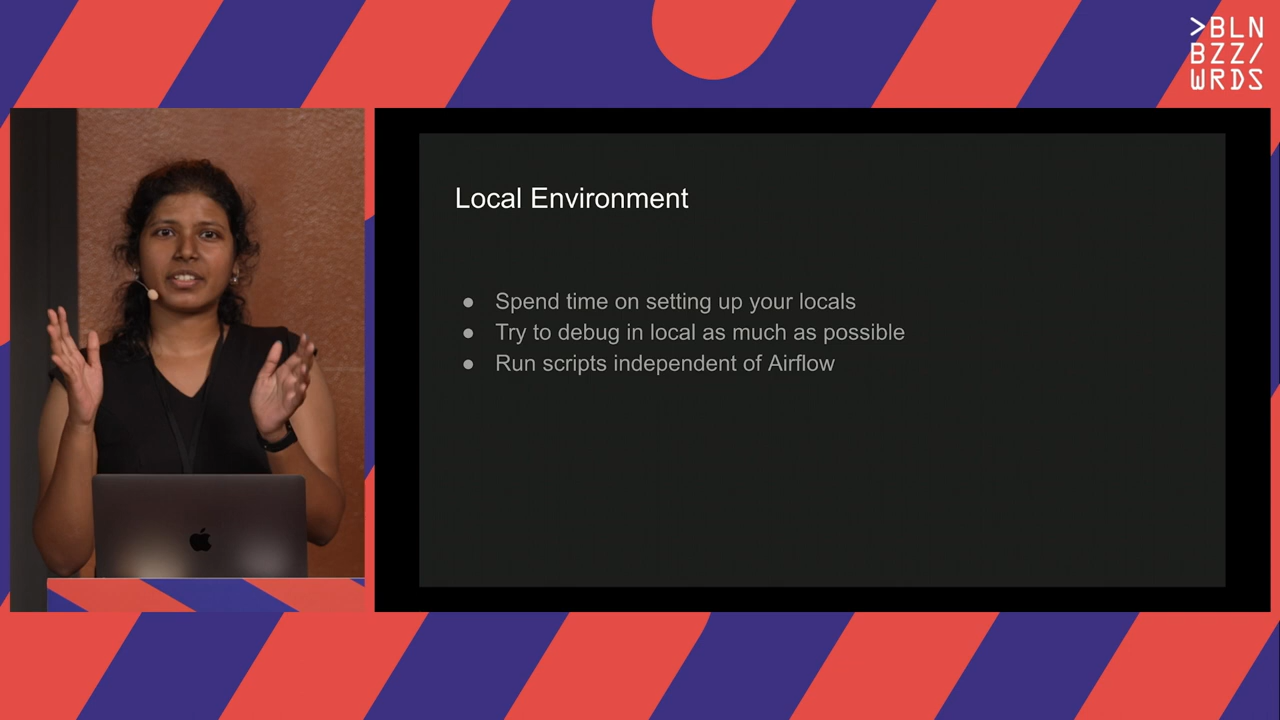 >BLN
BZZ/
WRDS
Local Environment
● Spend time on setting up your locals
● Try to debug in local as much as possible
● Run scripts independent of Airflow